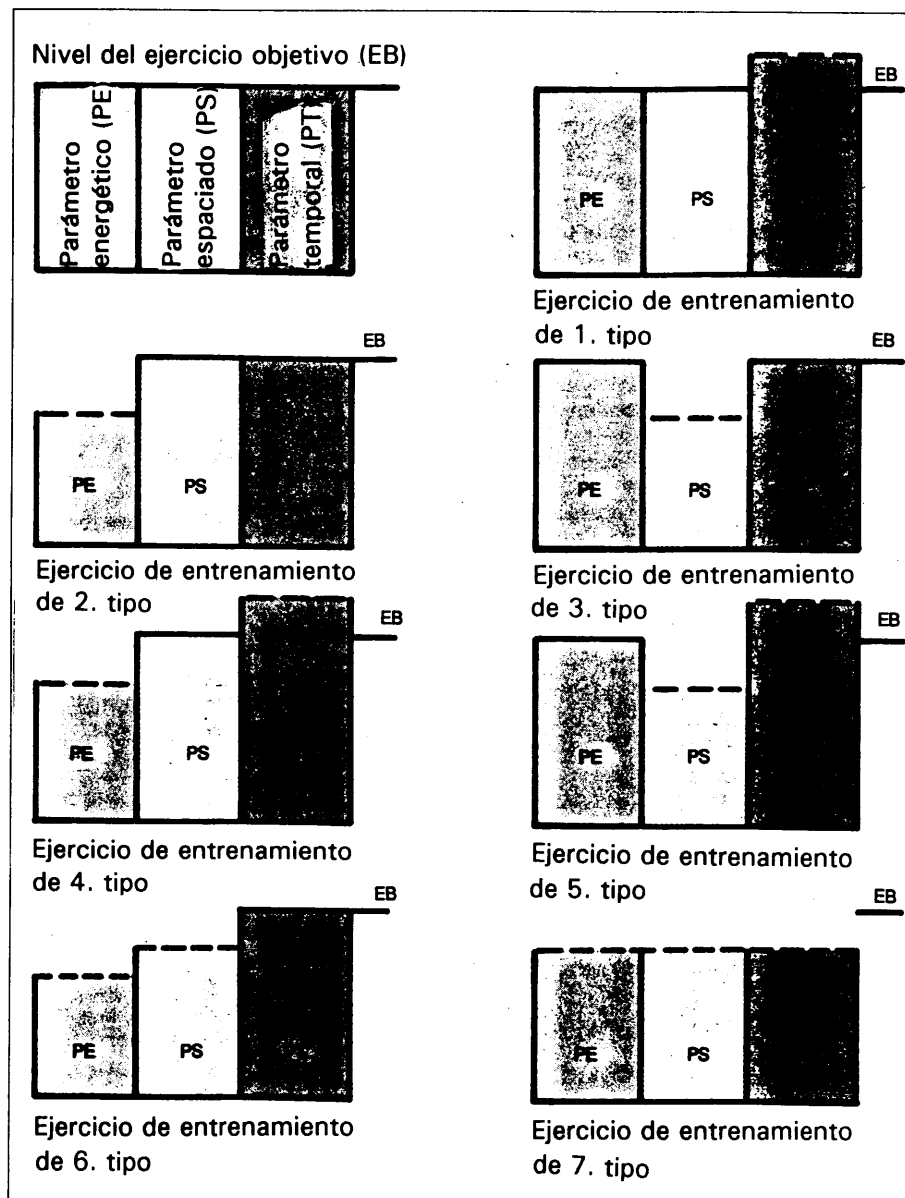 Nivel del ejercicio objetivo (EB)
Parámetro
energético (PE)
Parámetro
espaciado (PS)
Parámetro
temporal (PT)
EB
PE
PS
Ejercicio de entrenamiento
de 1. tipo
EB
PE
PS
Ejercicio de entrenamiento
de 2. tipo
EB
PE
PS
Ejercicio de entrenamiento
de 3. tipo
EB
PE
PS
Ejercicio de entrenamiento
de 4. tipo
EB
PE
PS
Ejercicio de entrenamiento
de 5. tipo
EB
PE
PS
Ejercicio de entrenamiento
de 6. tipo
EB
PE
PS
Ejercicio de entrenamiento
de 7. tipo